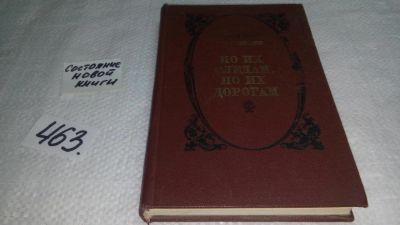 СОСТОЯНИЕ
НОВОЙ
КНИГИ
463.
ПО ИХ
СЛЕДАМ,
ПО ИХ
ДОРОГАМ